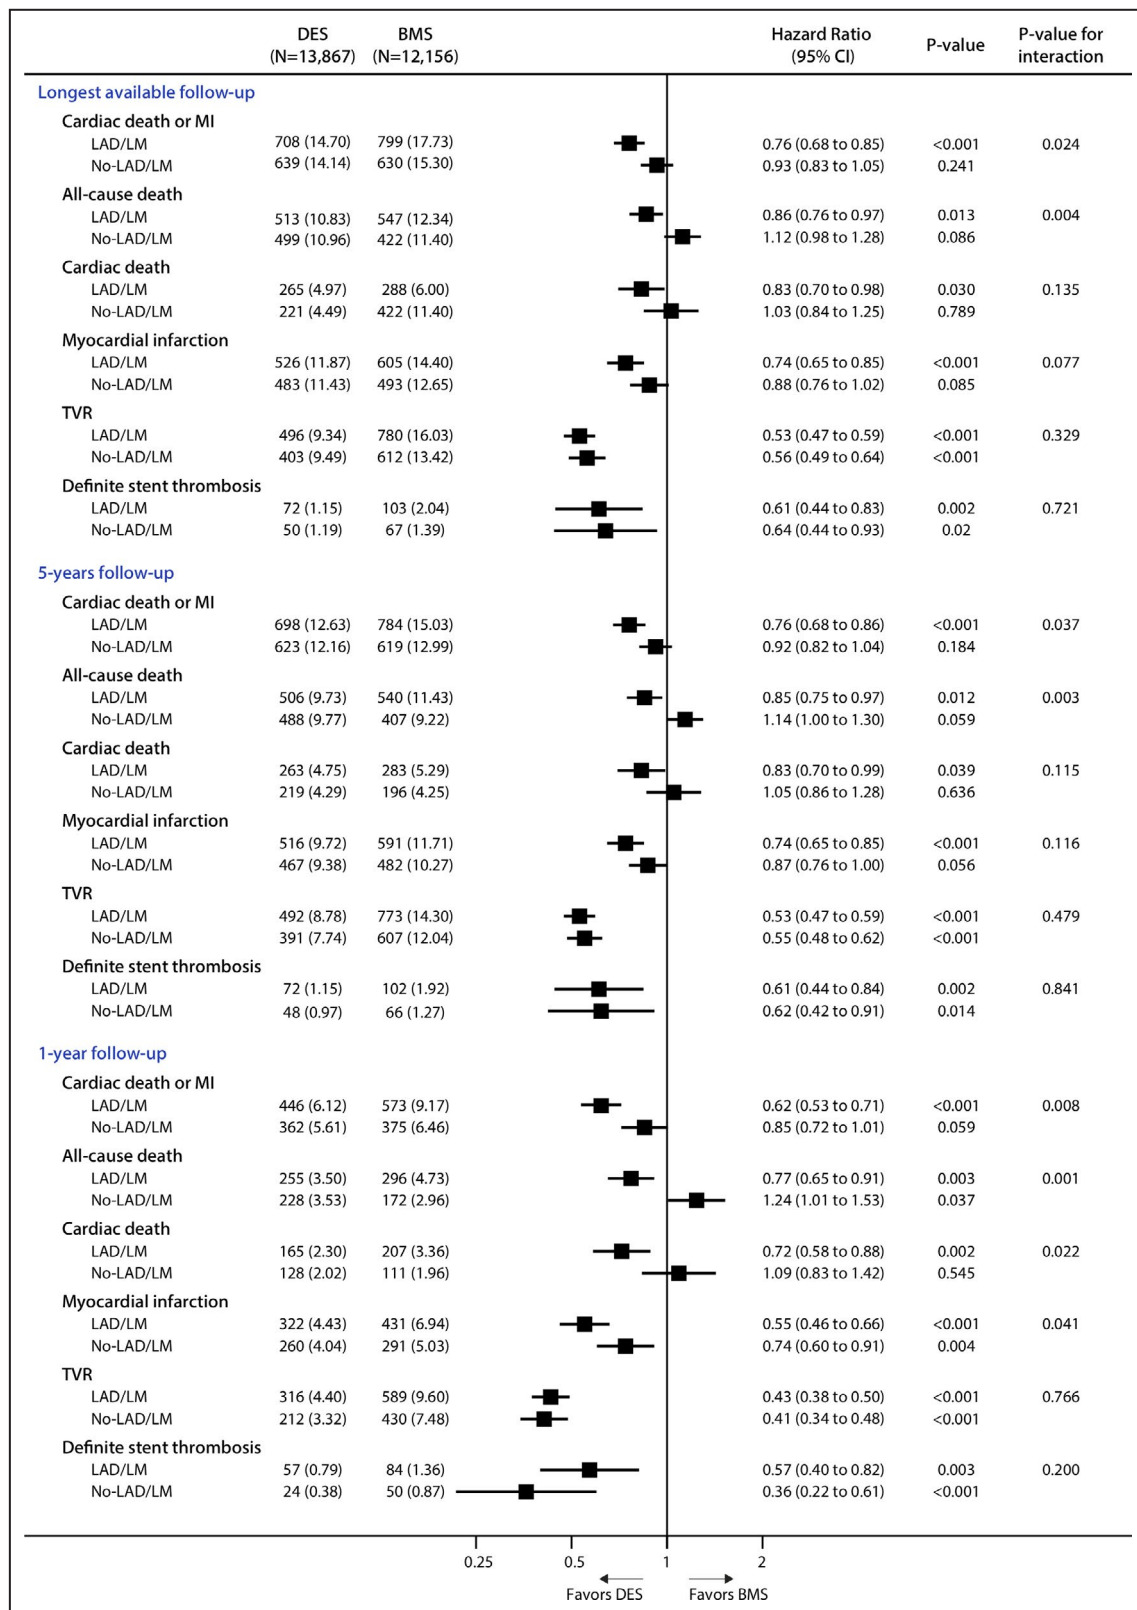 DES BMS Hazard Ratio P-value P-value for
(N=13,867) (N=12,156) (95% CI) interaction
Longest available follow-up
Cardiac death or MI
LAD/LM 708 (14.70) 799 (17.73) 0.76 (0.68 to 0.85) <0.001 0.024
No-LAD/LM 639 (14.14) 630 (15.30) 0.93 (0.83 to 1.05) 0.241
All-cause death
LAD/LM 513 (10.83) 547 (12.34) 0.86 (0.76 to 0.97) 0.013 0.004
No-LAD/LM 499 (10.96) 422 (11.40) 1.12 (0.98 to 1.28) 0.086
Cardiac death
LAD/LM 265 (4.97) 288 (6.00) 0.83 (0.70 to 0.98) 0.030 0.135
No-LAD/LM 221 (4.49) 422 (11.40) 1.03 (0.84 to 1.25) 0.789
Myocardial infarction
LAD/LM 526 (11.87) 605 (14.40) 0.74 (0.65 to 0.85) <0.001 0.077
No-LAD/LM 483 (11.43) 493 (12.65) 0.88 (0.76 to 1.02) 0.085
TVR
LAD/LM 496 (9.34) 780 (16.03) 0.53 (0.47 to 0.59) <0.001 0.329
No-LAD/LM 403 (9.49) 612 (13.42) 0.56 (0.49 to 0.64) <0.001
Definite stent thrombosis
LAD/LM 72 (1.15) 103 (2.04) 0.61 (0.44 to 0.83) 0.002 0.721
No-LAD/LM 50 (1.19) 67 (1.39) 0.64 (0.44 to 0.93) 0.02
5-years follow-up
Cardiac death or MI
LAD/LM 698 (12.63) 784 (15.03) 0.76 (0.68 to 0.86) <0.001 0.037
No-LAD/LM 623 (12.16) 619 (12.99) 0.92 (0.82 to 1.04) 0.184
All-cause death
LAD/LM 506 (9.73) 540 (11.43) 0.85 (0.75 to 0.97) 0.012 0.003
No-LAD/LM 488 (9.77) 407 (9.22) 1.14 (1.00 to 1.30) 0.059
Cardiac death
LAD/LM 263 (4.75) 283 (5.29) 0.83 (0.70 to 0.99) 0.039 0.115
No-LAD/LM 219 (4.29) 196 (4.25) 1.05 (0.86 to 1.28) 0.636
Myocardial infarction
LAD/LM 516 (9.72) 591 (11.71) 0.74 (0.65 to 0.85) <0.001 0.116
No-LAD/LM 467 (9.38) 482 (10.27) 0.87 (0.76 to 1.00) 0.056
TVR
LAD/LM 492 (8.78) 773 (14.30) 0.53 (0.47 to 0.59) <0.001 0.479
No-LAD/LM 391 (7.74) 607 (12.04) 0.55 (0.48 to 0.62) <0.001
Definite stent thrombosis
LAD/LM 72 (1.15) 102 (1.92) 0.61 (0.44 to 0.84) 0.002 0.841
No-LAD/LM 48 (0.97) 66 (1.27) 0.62 (0.42 to 0.91) 0.014
1-year follow-up
Cardiac death or MI
LAD/LM 446 (6.12) 573 (9.17) 0.62 (0.53 to 0.71) <0.001 0.008
No-LAD/LM 362 (5.61) 375 (6.46) 0.85 (0.72 to 1.01) 0.059
All-cause death
LAD/LM 255 (3.50) 296 (4.73) 0.77 (0.65 to 0.91) 0.003 0.001
No-LAD/LM 228 (3.53) 172 (2.96) 1.24 (1.01 to 1.53) 0.037
Cardiac death
LAD/LM 165 (2.30) 207 (3.36) 0.72 (0.58 to 0.88) 0.002 0.022
No-LAD/LM 128 (2.02) 111 (1.96) 1.09 (0.83 to 1.42) 0.545
Myocardial infarction
LAD/LM 322 (4.43) 431 (6.94) 0.55 (0.46 to 0.66) <0.001 0.041
No-LAD/LM 260 (4.04) 291 (5.03) 0.74 (0.60 to 0.91) 0.004
TVR
LAD/LM 316 (4.40) 589 (9.60) 0.43 (0.38 to 0.50) <0.001 0.766
No-LAD/LM 212 (3.32) 430 (7.48) 0.41 (0.34 to 0.48) <0.001
Definite stent thrombosis
LAD/LM 57 (0.79) 84 (1.36) 0.57 (0.40 to 0.82) 0.003 0.200
No-LAD/LM 24 (0.38) 50 (0.87) 0.36 (0.22 to 0.61) <0.001
0.25 0.5 1 2
Favors DES Favors BMS